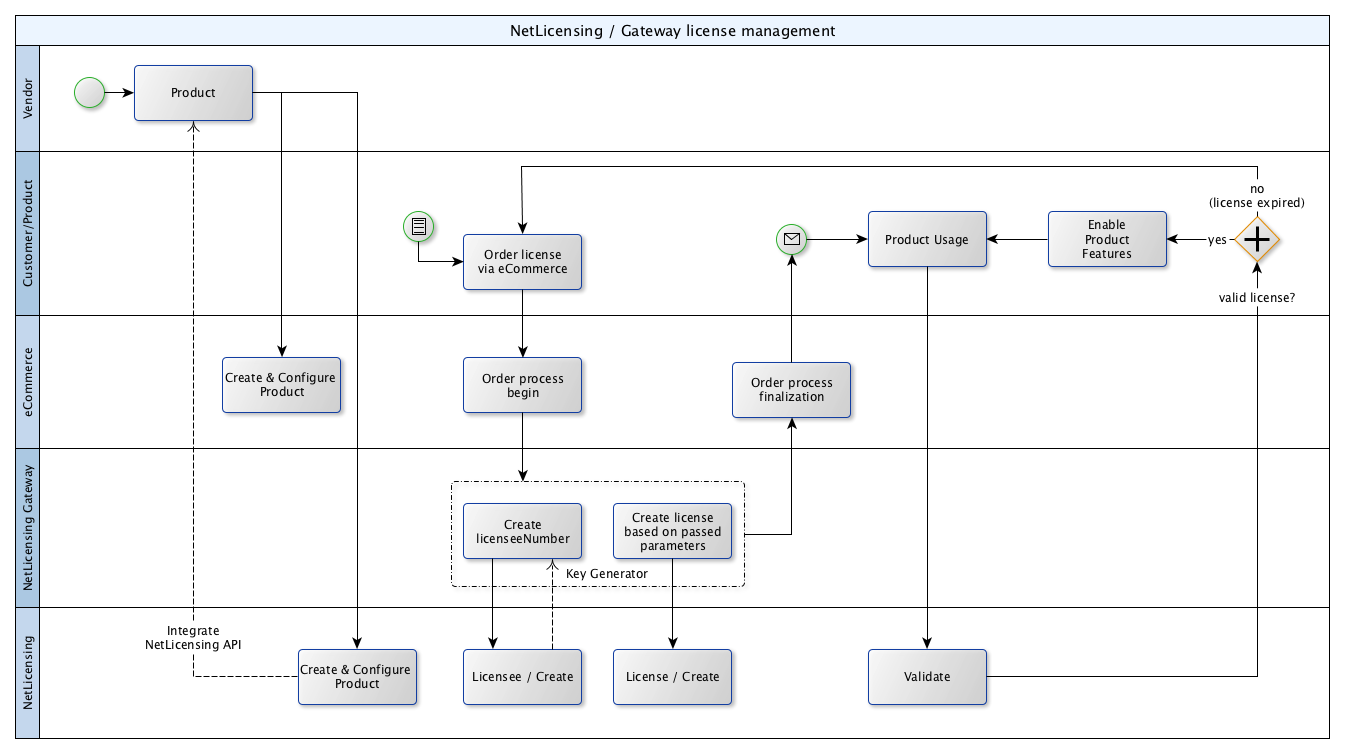 NetLicensing / Gateway license management
Vendor
Product
Customer/Product
Order license
via eCommerce
Product Usage
Enable
Product
Features
yes
no
(license expired)
valid license?
eCommerce
Create & Configure
Product
Order process
begin
Order process
finalization
NetLicensing Gateway
Create
licenseeNumber
Create license
based on passed
parameters
Key Generator
NetLicensing
Integrate
NetLicensing API
Create & Configure
Product
Licensee / Create
License / Create
Validate